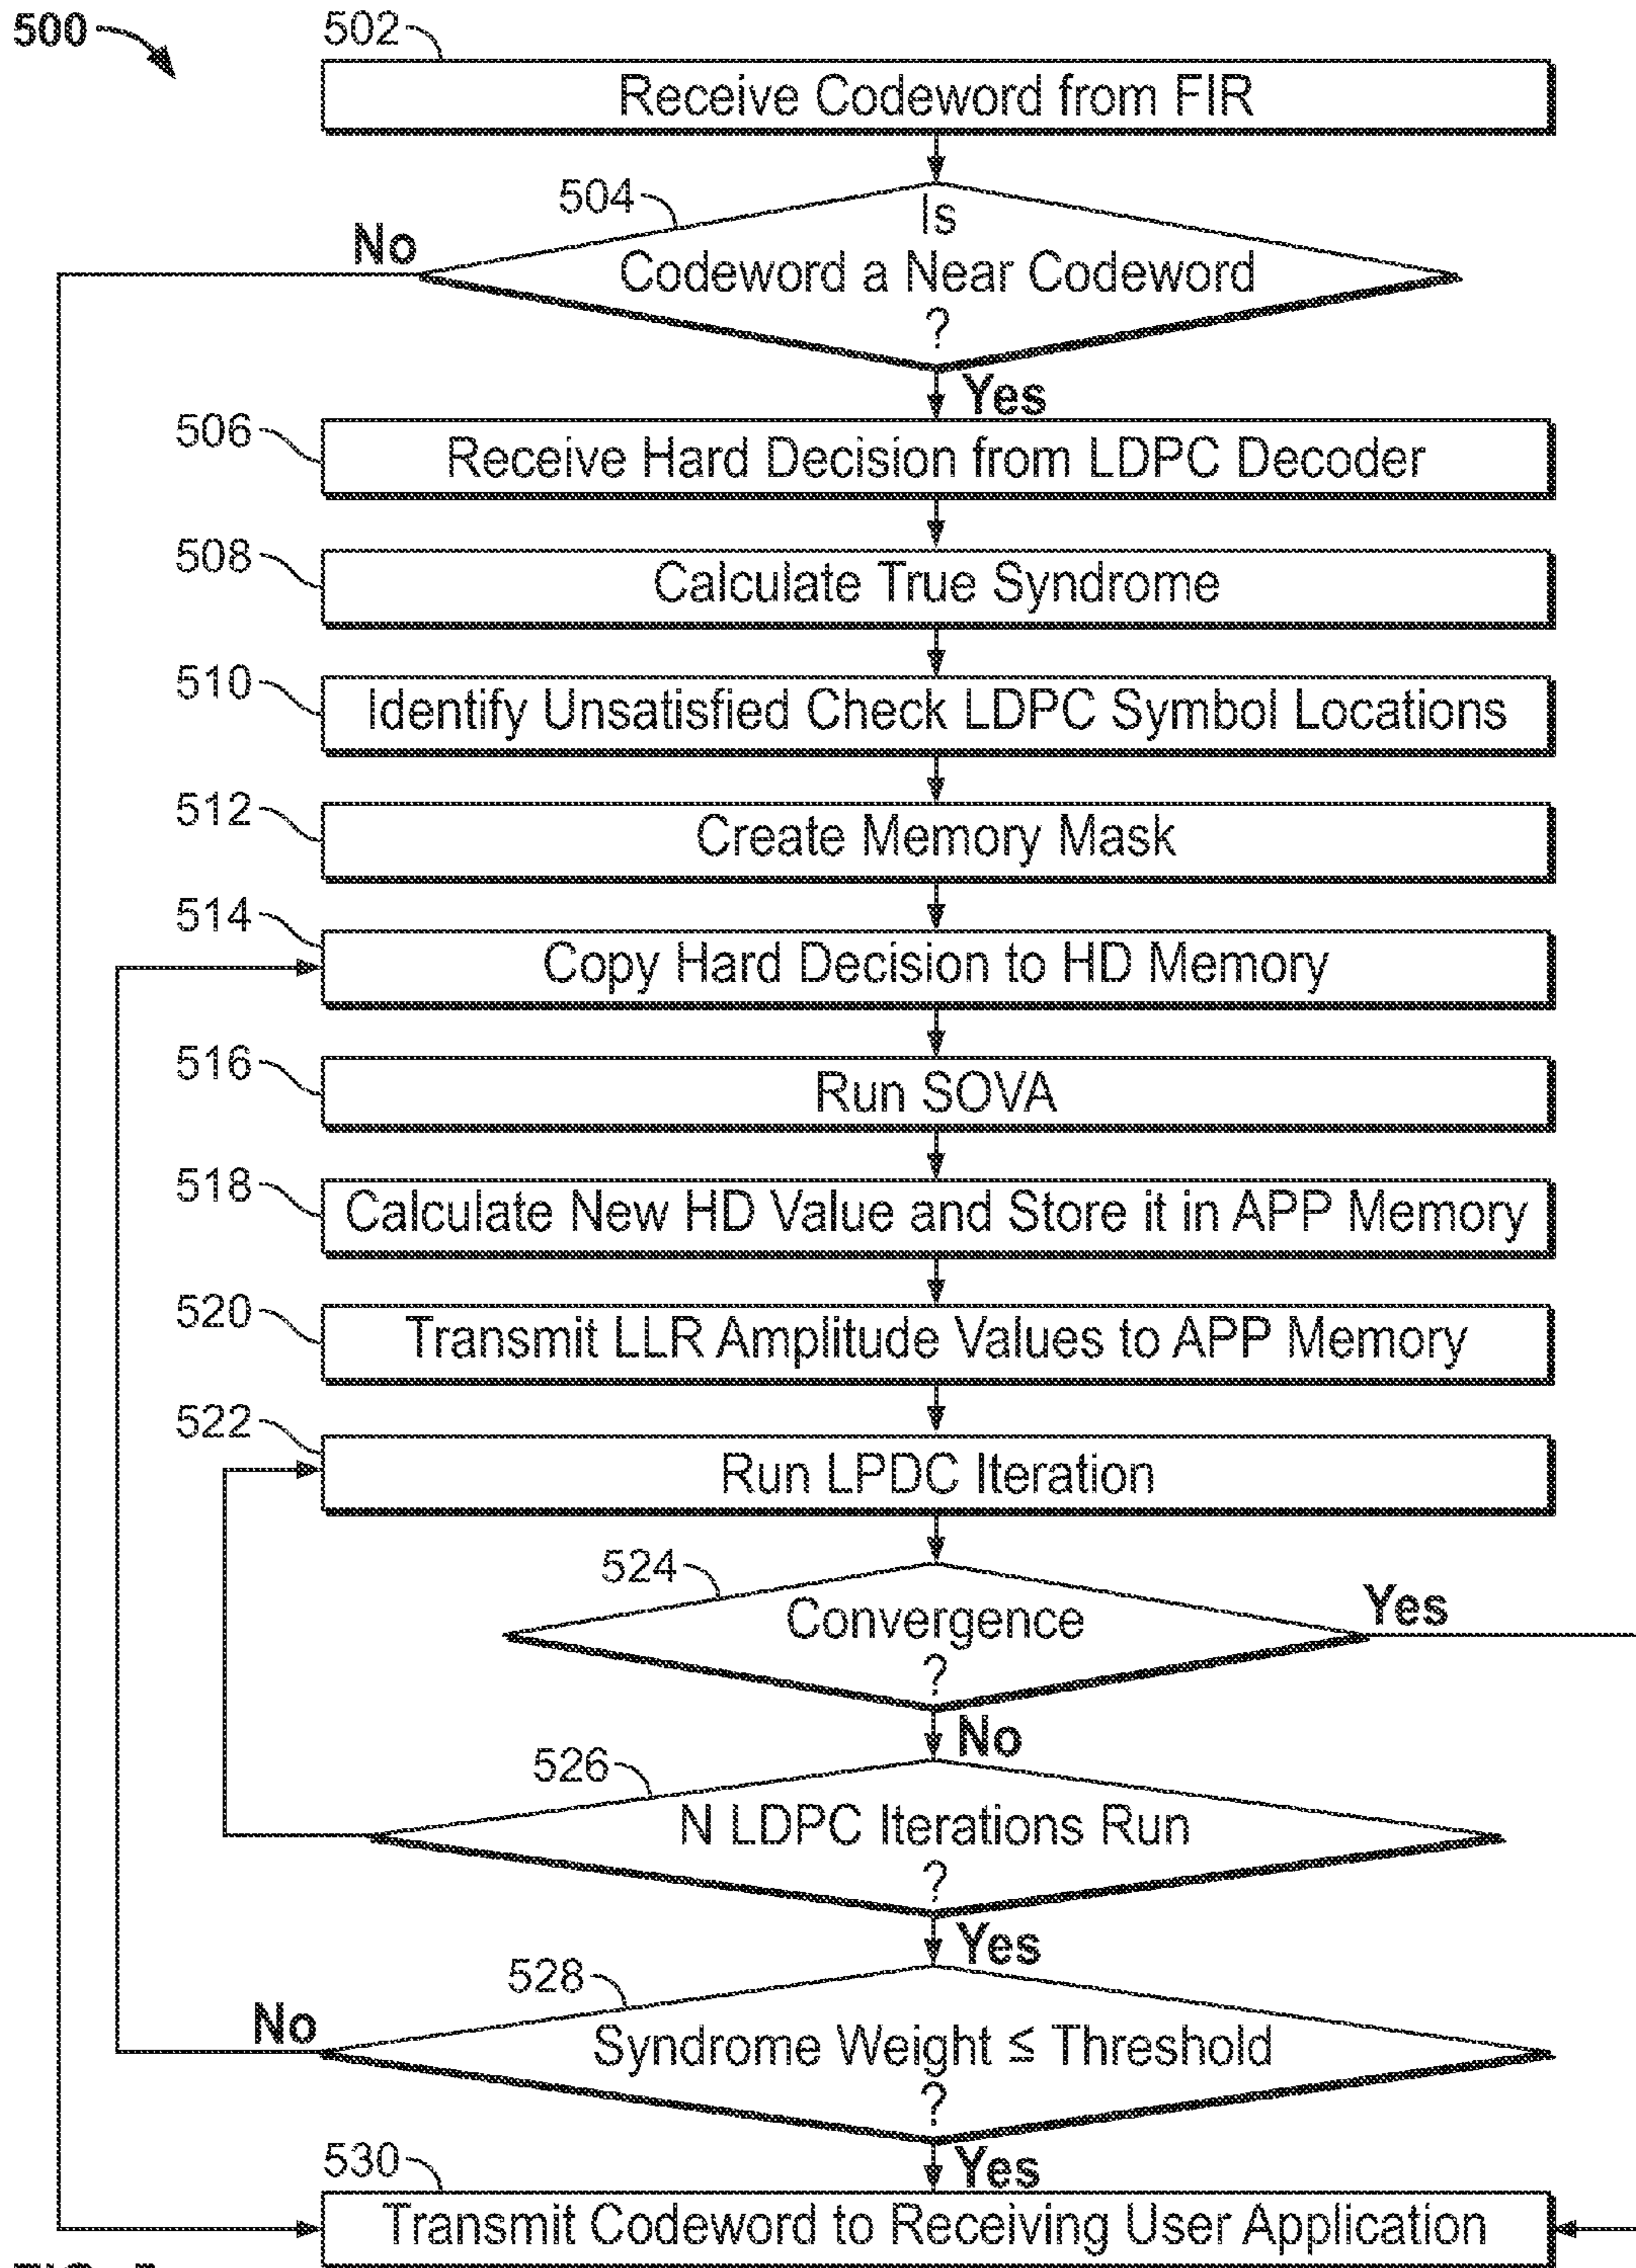 500
502
Receive Codeword from FIR
504
Is
Codeword a Near Codeword
?
No
Yes
506
Receive Hard Decision from LDPC Decoder
508
Calculate True Syndrome
510
Identify Unsatisfied Check LDPC Symbol Locations
512
Create Memory Mask
514
Copy Hard Decision to HD Memory
516
Run SOVA
518
Calculate New HD Value and Store it in APP Memory
520
Transmit LLR Amplitude Values to APP Memory
522
Run LPDC Iteration
524
Convergence
?
Yes
No
526
N LDPC Iterations Run
?
Yes
528
No
Syndrome Weight ≤ Threshold
?
Yes
530
Transmit Codeword to Receiving User Application